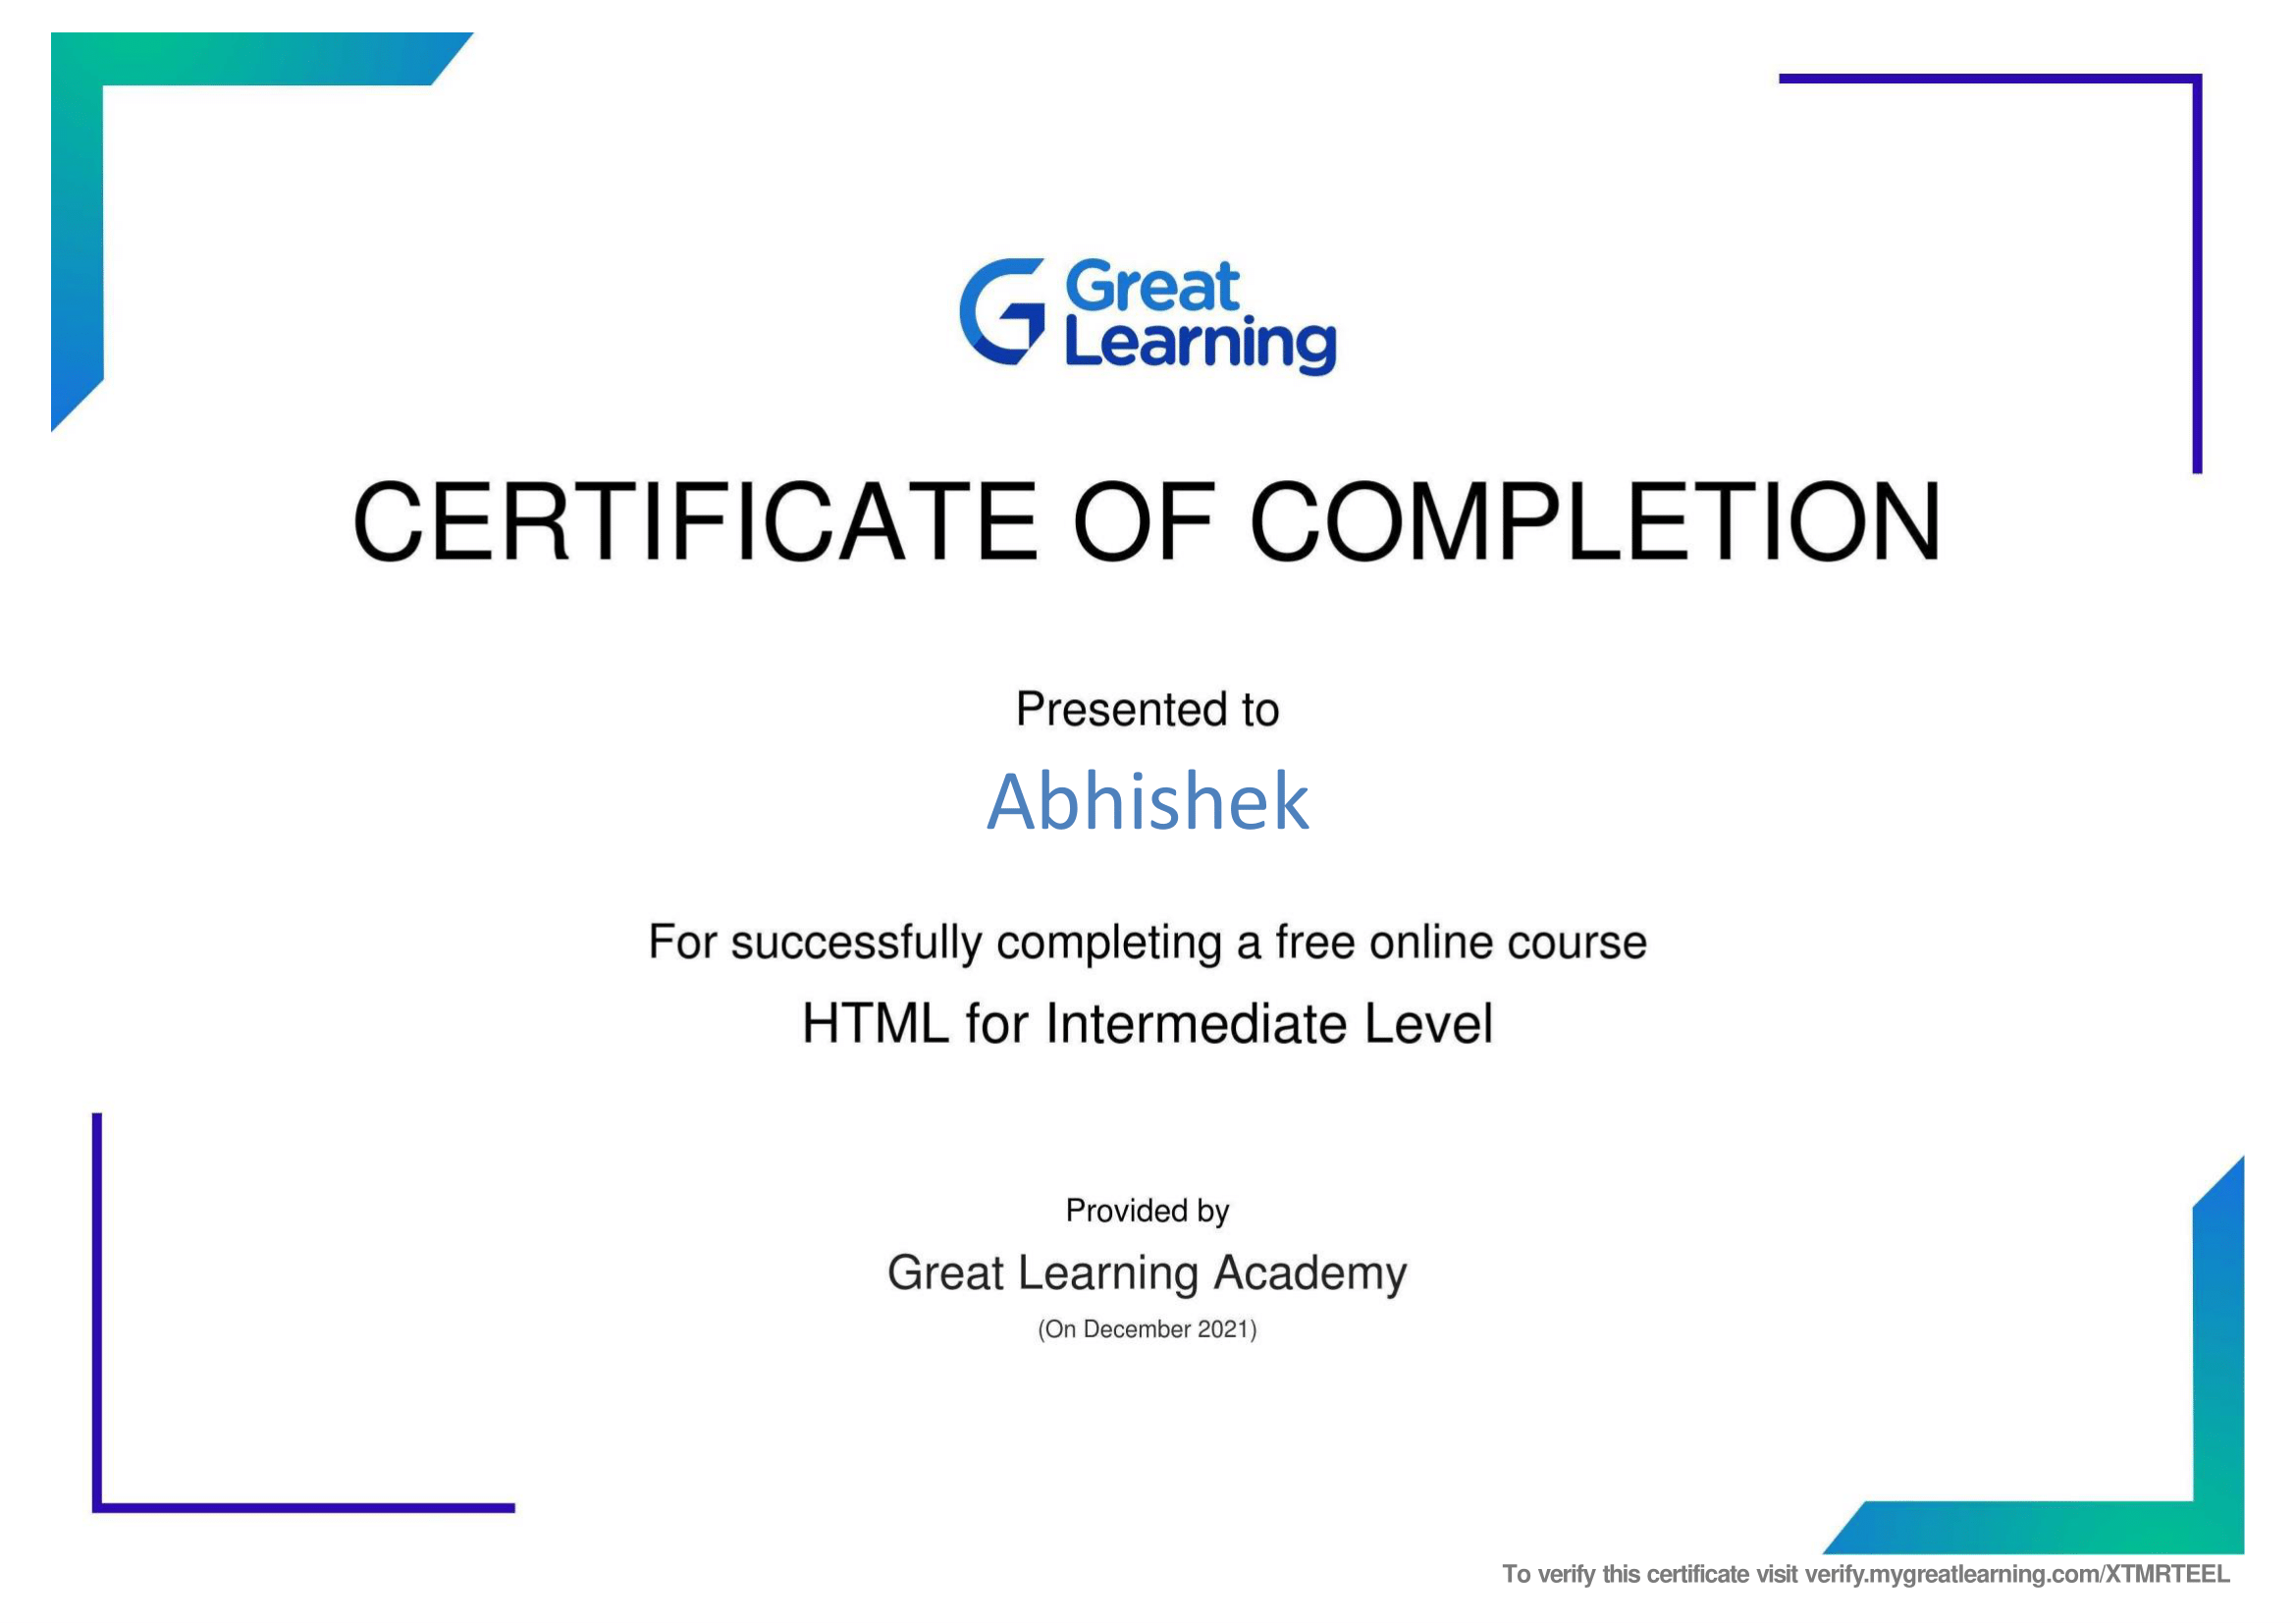 Great
Learning
CERTIFICATE OF COMPLETION
Presented to
Abhishek
For successfully completing a free online course
HTML for Intermediate Level
Provided by
Great Learning Academy
(On December 2021)
To verify this certificate visit verify.mygreatlearning.com/XTMRTEEL